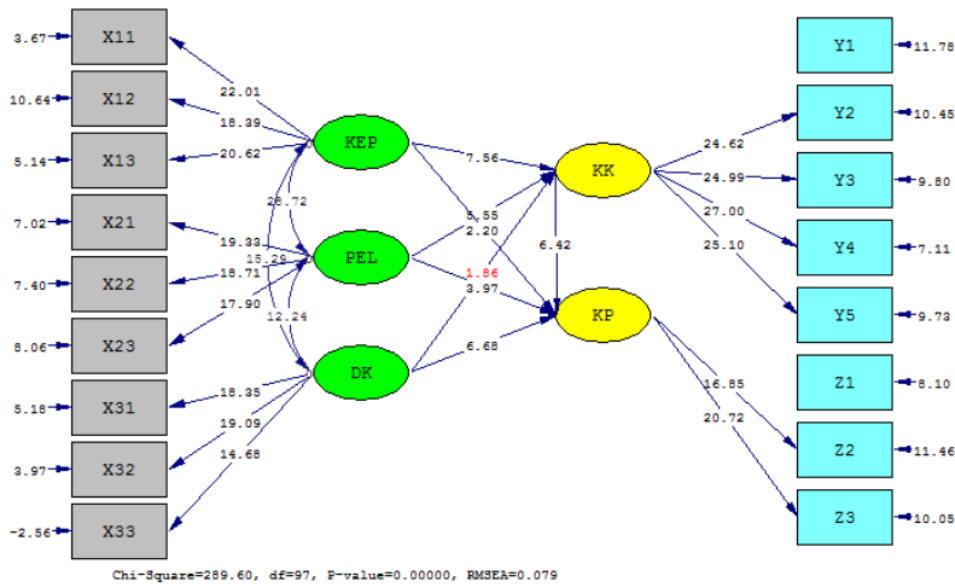 3.67 X11
10.64 X12
5.14 X13
7.02 X21
7.40 X22
8.06 X23
5.18 X31
3.97 X32
-2.56 X33
22.01
18.39
20.62
19.33
18.71
17.90
18.35
19.09
14.68
KEP
PEL
DK
28.72
15.29
12.24
7.56
2.20
1.86
3.97
6.68
6.42
KK
KP
24.62
24.99
27.00
25.10
16.85
20.72
Y1 11.78
Y2 10.45
Y3 9.80
Y4 7.11
Y5 9.73
Z1 8.10
Z2 11.46
Z3 10.05
Chi-Square=289.60, df=97, P-value=0.00000, RMSEA=0.079